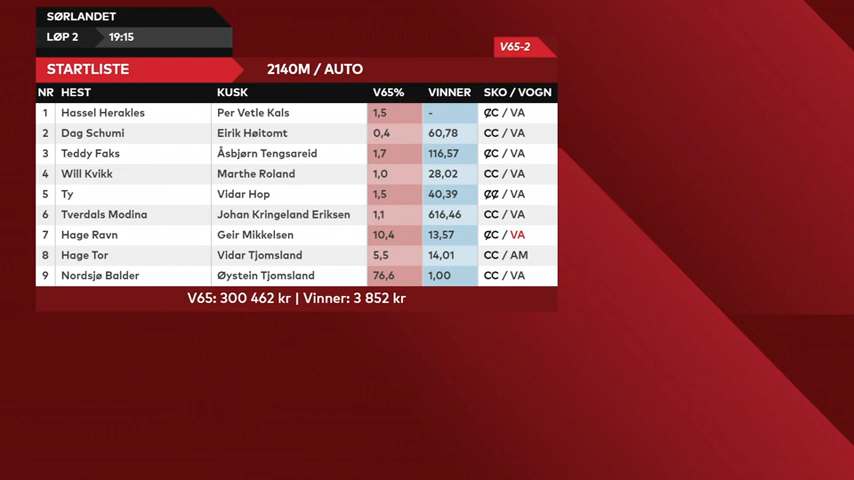 SØRLANDET
LØP 2 19:15
V65-2
STARTLISTE 2140M / AUTO
NR HEST KUSK V65% VINNER SKO / VOGN
1 Hassel Herakles Per Vetle Kals 1,5 - ȻC / VA
2 Dag Schumi Eirik Høitomt 0,4 60,78 CC / VA
3 Teddy Faks Åsbjørn Tengsareid 1,7 116,57 ȻC / VA
4 Will Kvikk Marthe Roland 1,0 28,02 CC / VA
5 Ty Vidar Hop 1,5 40,39 ȻȻ / VA
6 Tverdals Modina Johan Kringeland Eriksen 1,1 616,46 CC / VA
7 Hage Ravn Geir Mikkelsen 10,4 13,57 ȻC / VA
8 Hage Tor Vidar Tjomsland 5,5 14,01 CC / AM
9 Nordsjø Balder Øystein Tjomsland 76,6 1,00 CC / VA
V65: 300 462 kr | Vinner: 3 852 kr